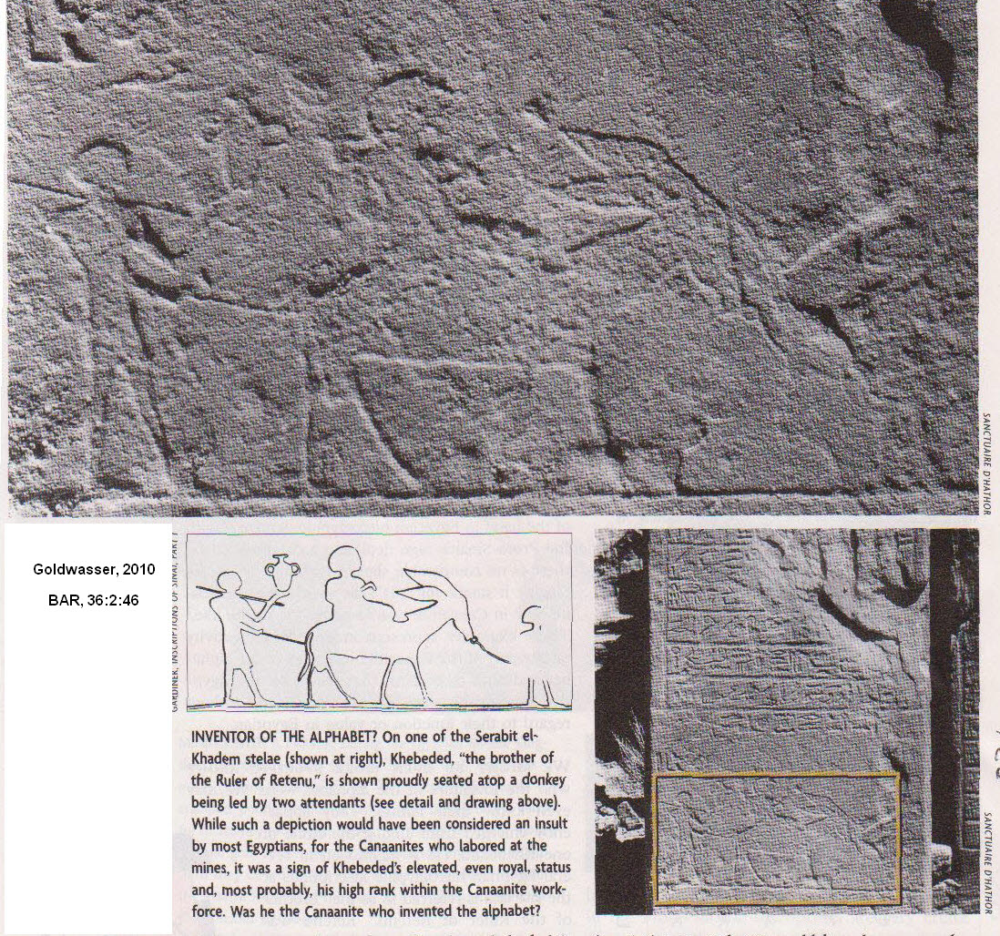 SANCTUAIRE D'HATHOR
Goldwasser, 2010
BAR, 36:2:46
GARDINER, INSCRIPTIONS OF SINAI, PART I
INVENTOR OF THE ALPHABET? On one of the Serabit el-
Khadem stelae (shown at right), Khebeded, “the brother of
the Ruler of Retenu,” is shown proudly seated atop a donkey
being led by two attendants (see detail and drawing above).
While such a depiction would have been considered an insult
by most Egyptians, for the Canaanites who labored at the
mines, it was a sign of Khebeded's elevated, even royal, status
and, most probably, his high rank within the Canaanite work-
force. Was he the Canaanite who invented the alphabet?
SANCTUAIRE D'HATHOR